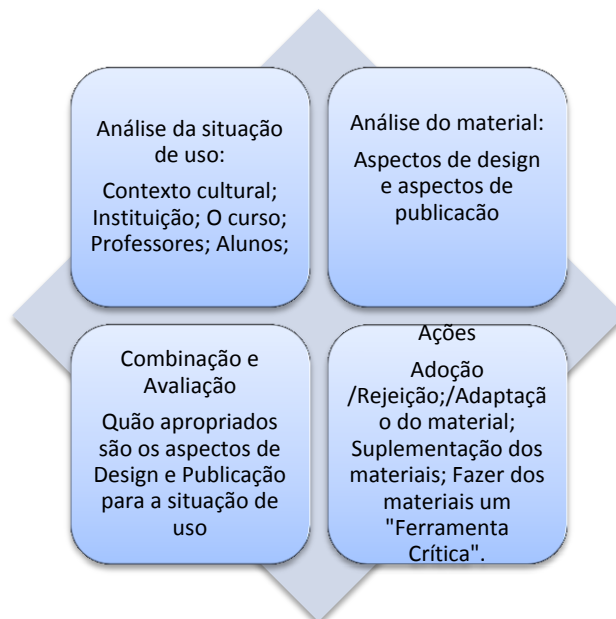 Análise da situação
de uso:
Contexto cultural;
Instituição; O curso;
Professores; Alunos;
Análise do material:
Aspectos de design
e aspectos de
publicacão
Combinação e
Avaliação
Quão apropriados
são os aspectos de
Design e Publicação
para a situação de
uso
Ações
Adoção
/Rejeição;/Adaptaçã
o do material;
Suplementação dos
materiais; Fazer dos
materiais um
"Ferramenta
Crítica".